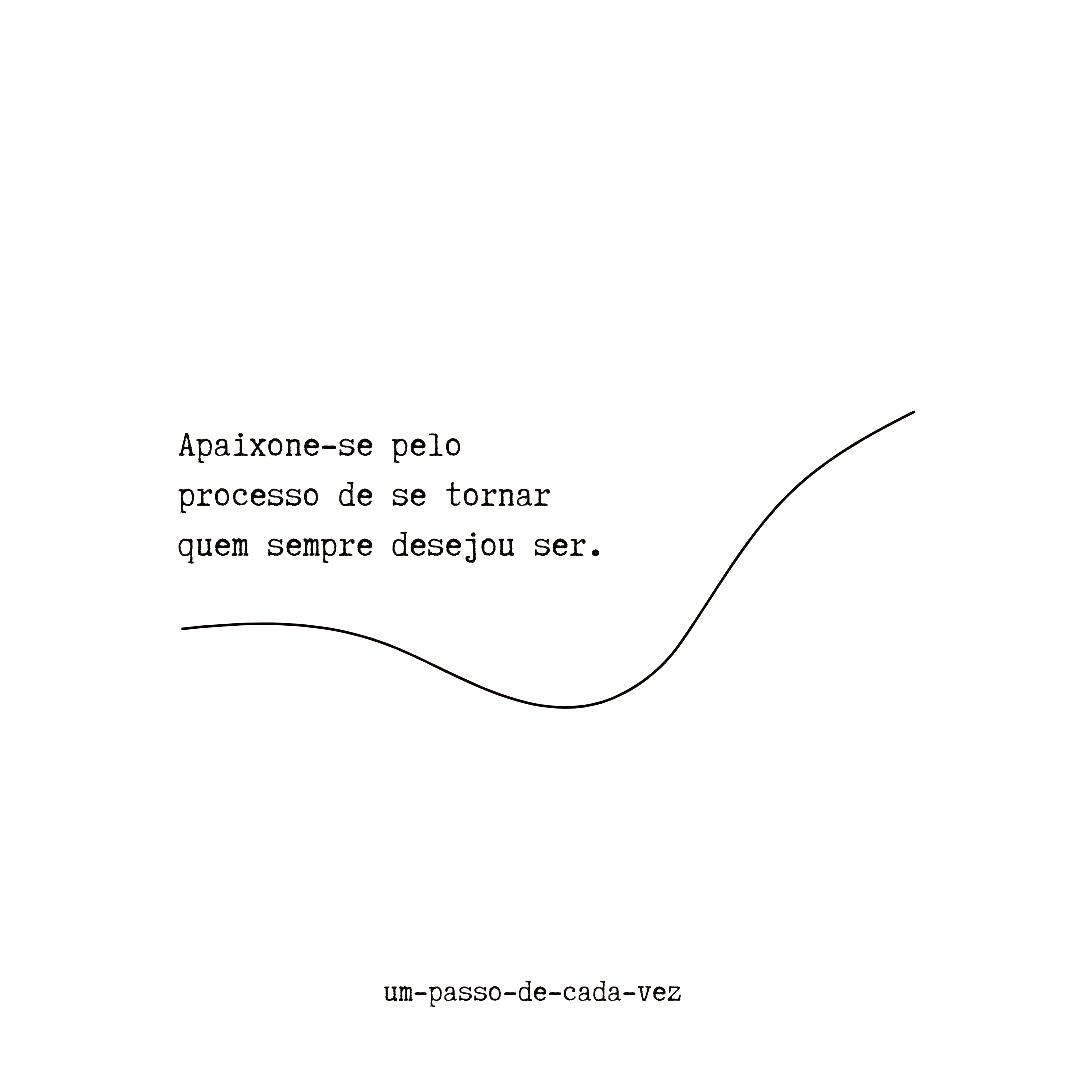 Apaixone-se pelo
processo de se tornar
quem sempre desejou ser.
um-passo-de-cada-vez